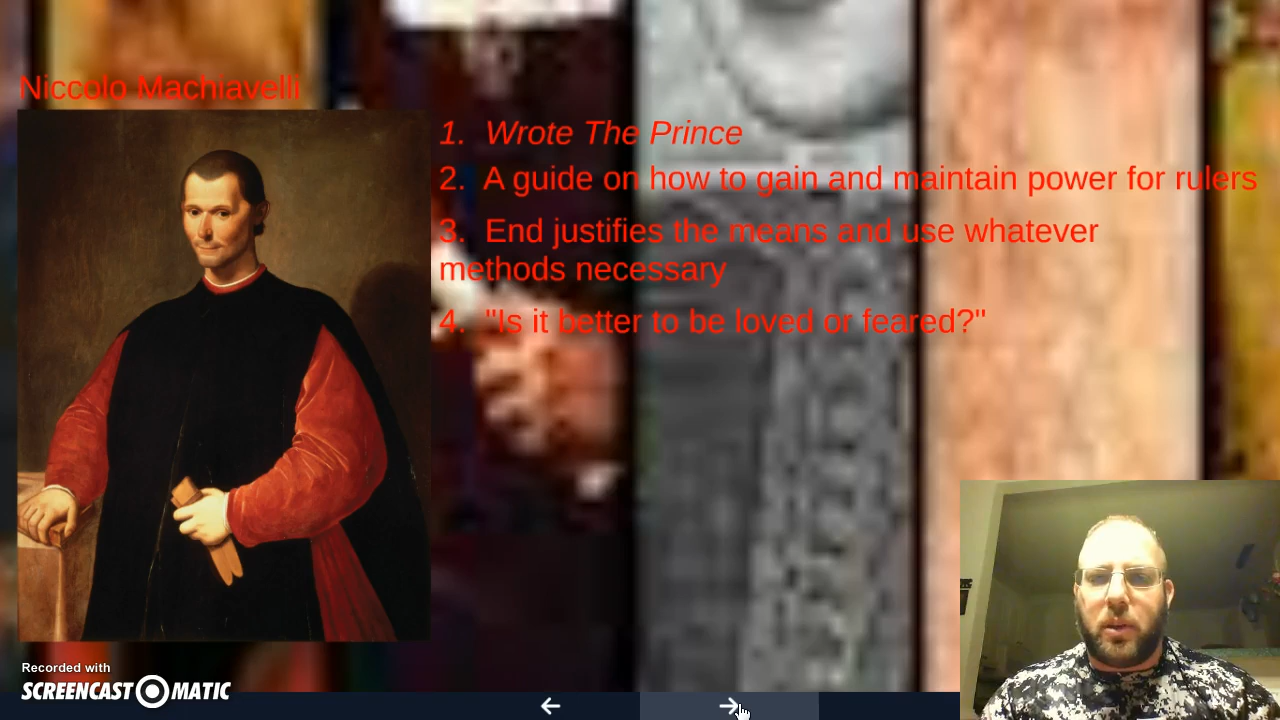 Niccolo Machiavelli
1. Wrote The Prince
2. A guide on how to gain and maintain power for rulers
3. End justifies the means and use whatever
methods necessary
4. "Is it better to be loved or feared?"
Recorded with
SCREENCAST-O-MATIC